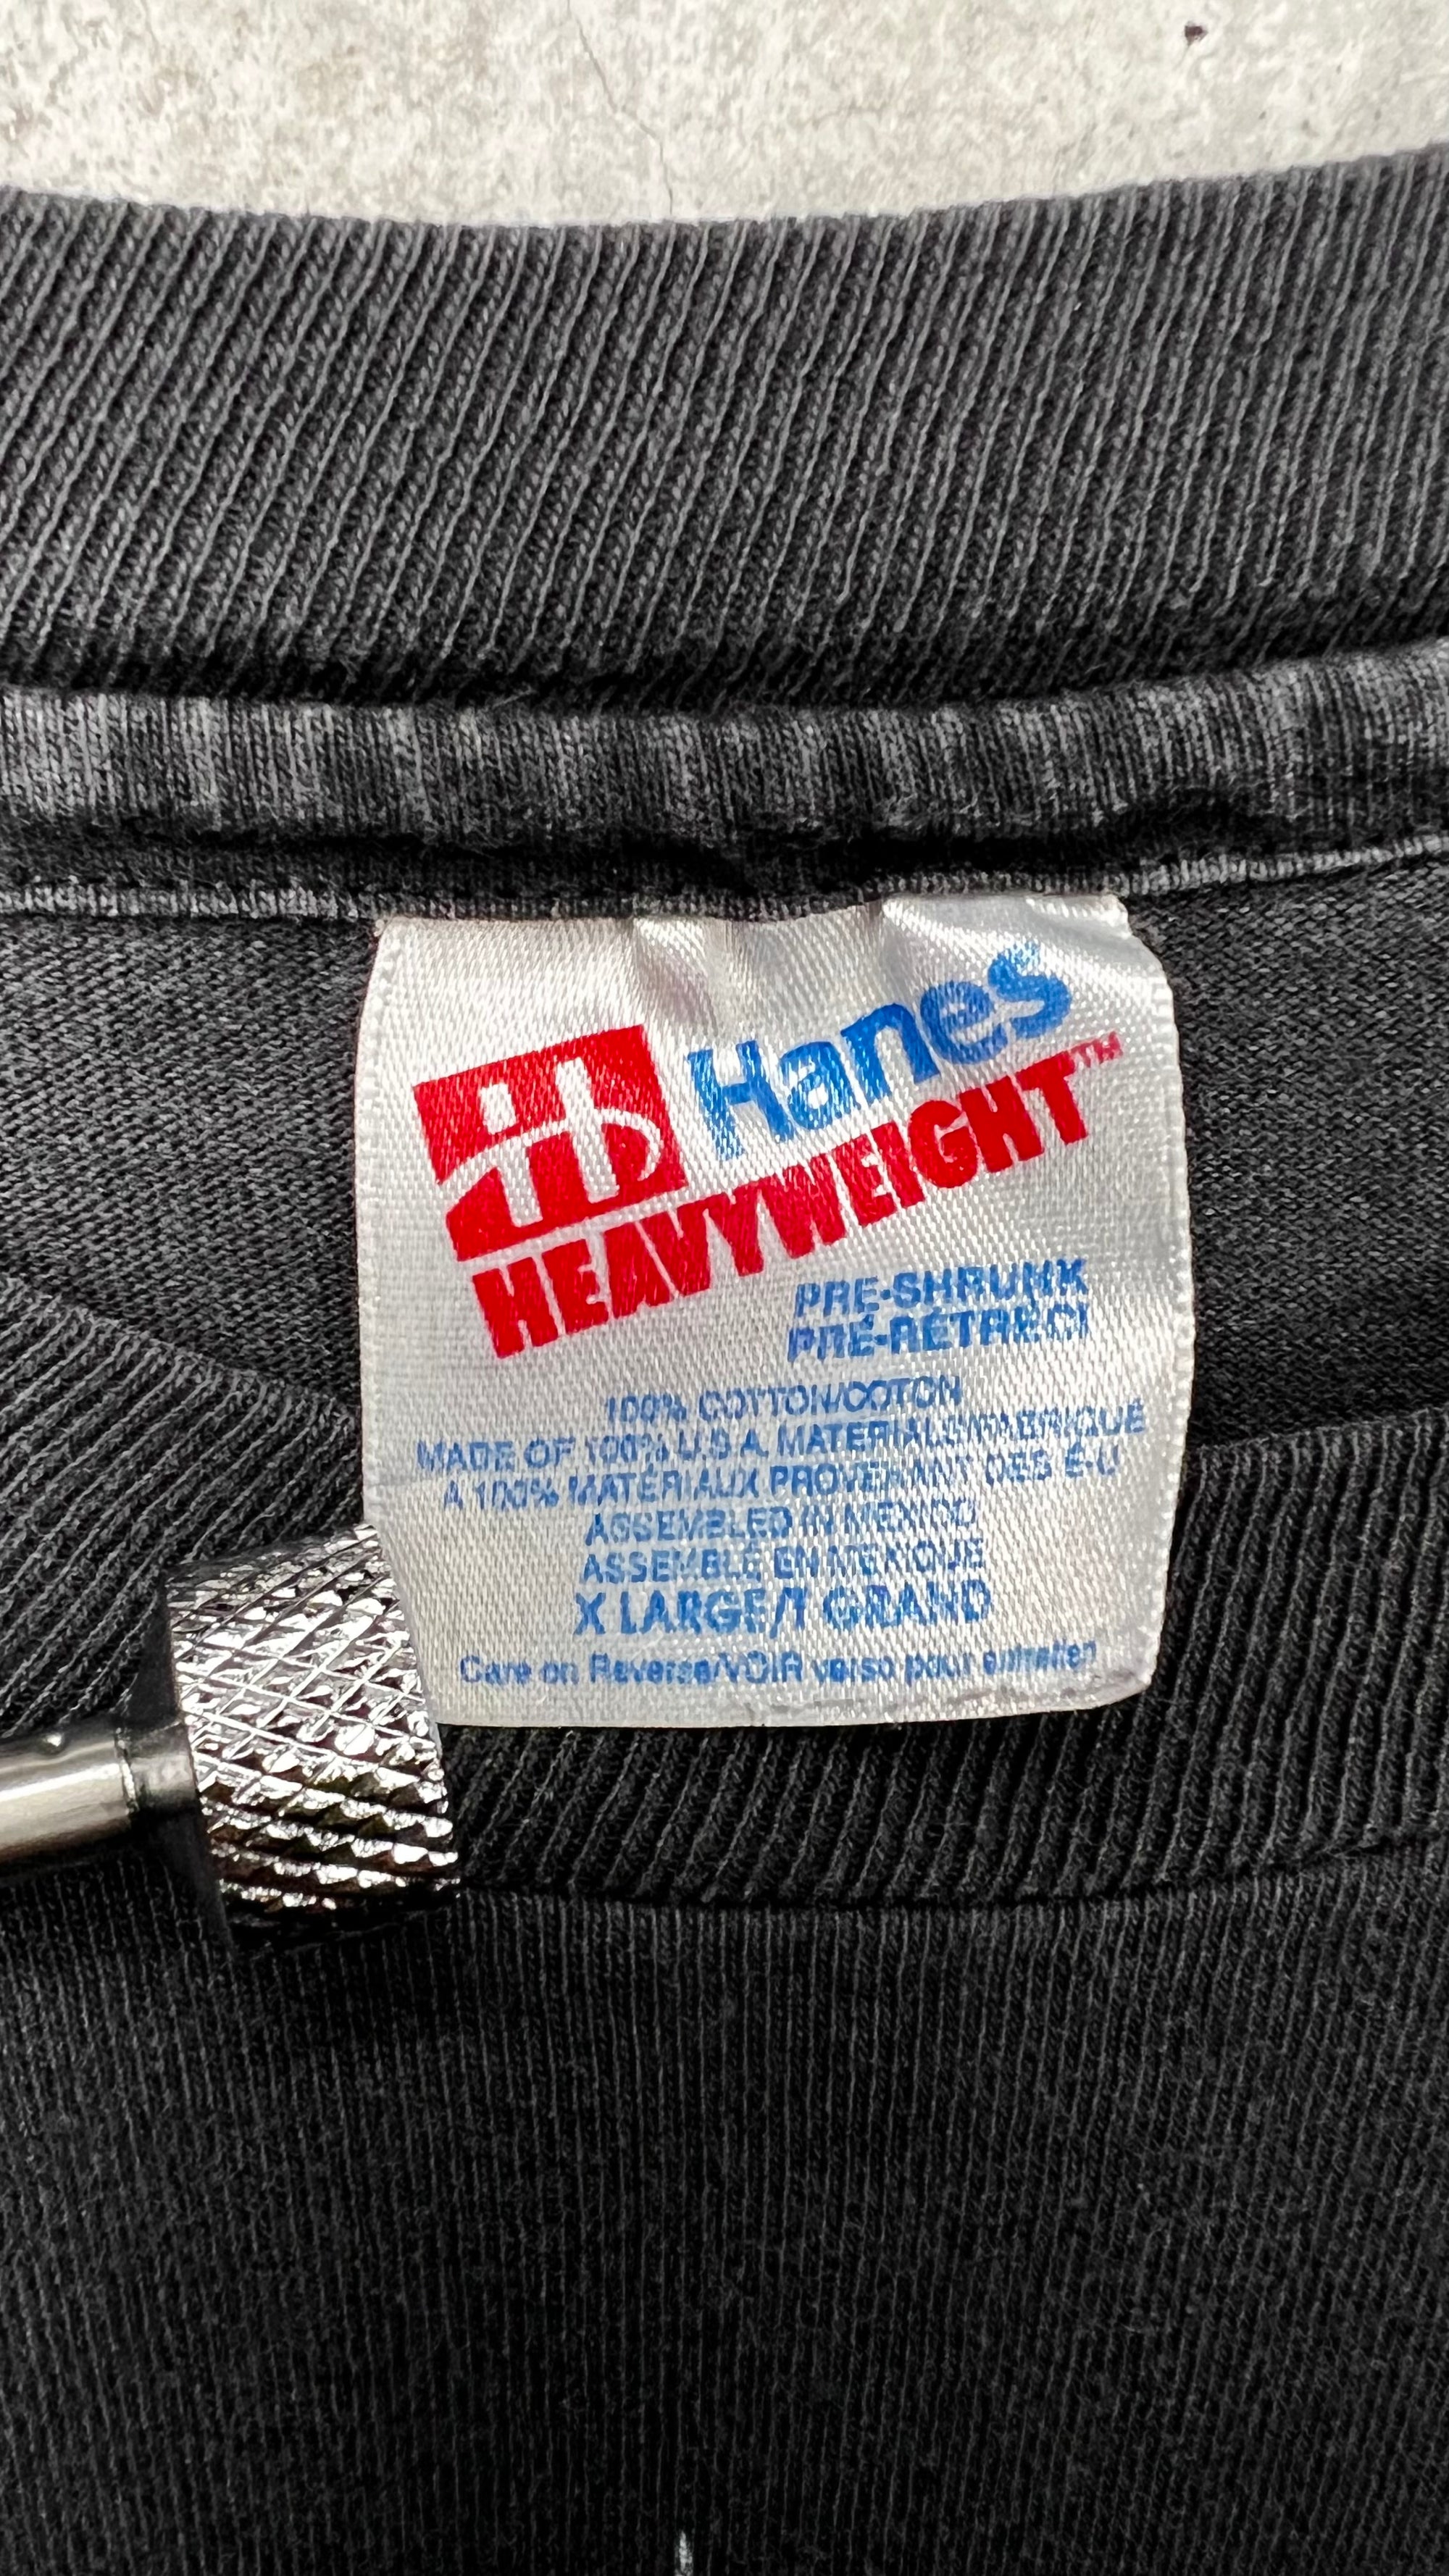 Hanes
HEAVYWEIGHT™
PRE-SHRUNK
PRÉ-RÉTRÉCI
100% COTTON/COTON
MADE OF 100% U.S.A. MATERIALS/FABRIQUÉ
A 100% MATÉRIAUX PROVENANT DES É-U
ASSEMBLED IN MEXICO
ASSEMBLÉ EN MEXIQUE
X LARGE/T GRAND
Care on Reverse/VOIR verso pour entretien